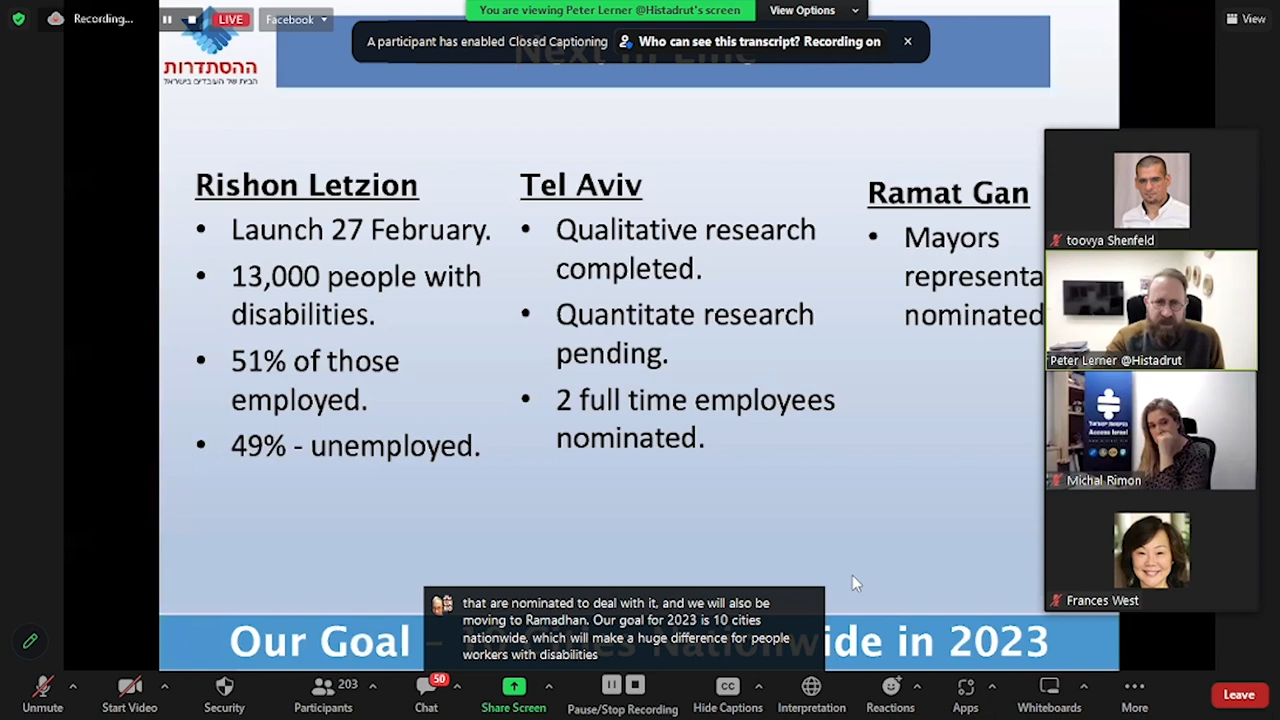 Recording...
LIVE
Facebook
You are viewing Peter Lerner @Histadrut's screen
View Options
View
A participant has enabled Closed Captioning
Who can see this transcript? Recording on
ההסתדרות
הבית של העובדים בישראל
Next in Line
Rishon Letzion
• Launch 27 February.
• 13,000 people with
disabilities.
• 51% of those
employed.
• 49% - unemployed.
Tel Aviv
• Qualitative research
completed.
• Quantitate research
pending.
• 2 full time employees
nominated.
Ramat Gan
• Mayors
representa
nominated
toovya Shenfeld
Peter Lerner @Histadrut
Access Israel
Michal Rimon
Frances West
that are nominated to deal with it, and we will also be
moving to Ramadhan. Our goal for 2023 is 10 cities
nationwide, which will make a huge difference for people
workers with disabilities
Our Goal – 10 Cities Nationwide in 2023
Unmute
Start Video
Security
203
Participants
50
Chat
Share Screen
Pause/Stop Recording
CC
Hide Captions
Interpretation
Reactions
Apps
Whiteboards
More
Leave